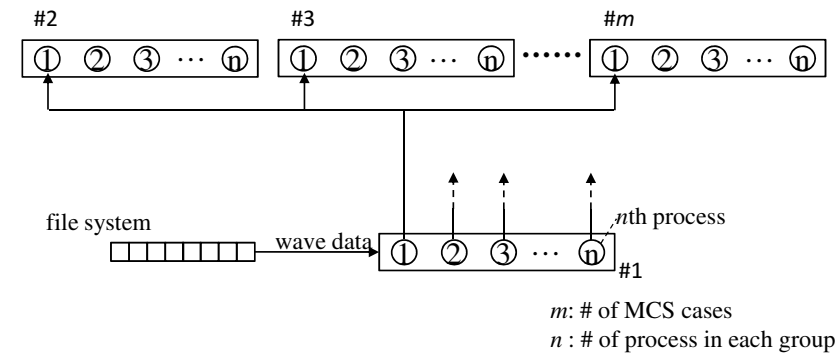 #2 #3 #m
1 2 3 … n 1 2 3 … n …… 1 2 3 … n
file system
nth process
wave data
1 2 3 … n
#1
m: # of MCS cases
n : # of process in each group